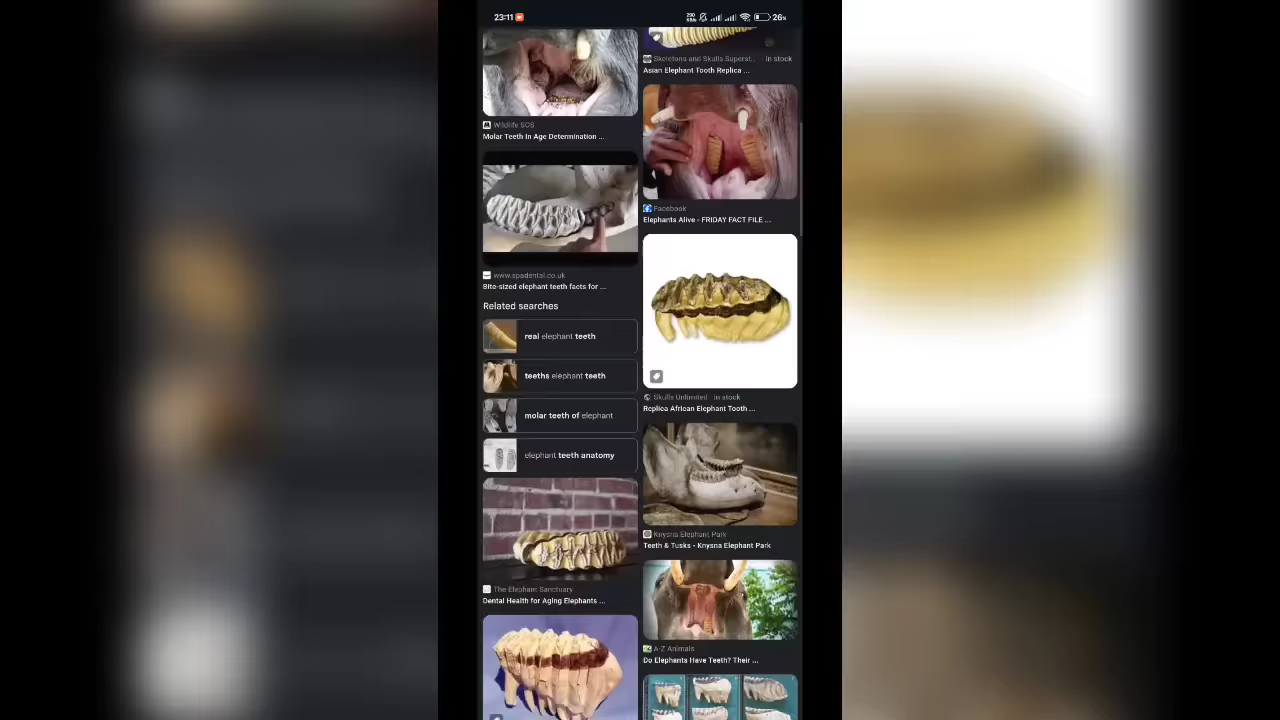 23:11
290
KB/s
26%
Wildlife SOS
Molar Teeth In Age Determination ...
www.spadental.co.uk
Bite-sized elephant teeth facts for ...
Related searches
real elephant teeth
teeths elephant teeth
molar teeth of elephant
elephant teeth anatomy
The Elephant Sanctuary
Dental Health for Aging Elephants ...
Skeletons and Skulls Superst... · In stock
Asian Elephant Tooth Replica ...
Facebook
Elephants Alive - FRIDAY FACT FILE ...
Skulls Unlimited · In stock
Replica African Elephant Tooth ...
Knysna Elephant Park
Teeth & Tusks - Knysna Elephant Park
A-Z Animals
Do Elephants Have Teeth? Their ...